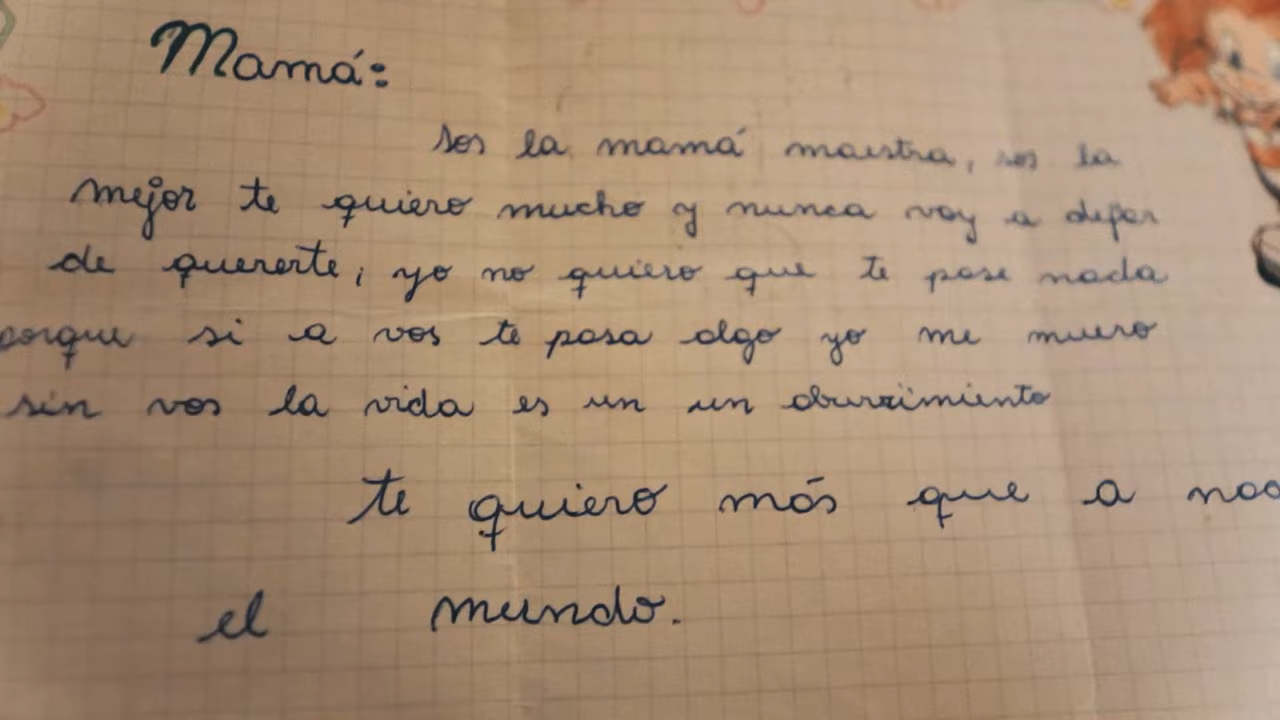 Mamá:
sos la mamá maestra, sos la
mejor te quiero mucho y nunca voy a dejar
de quererte, yo no quiero que te pase nada
porque si a vos te pasa algo yo me muero
sin vos la vida es un un aburrimiento
te quiero más que a
el mundo.